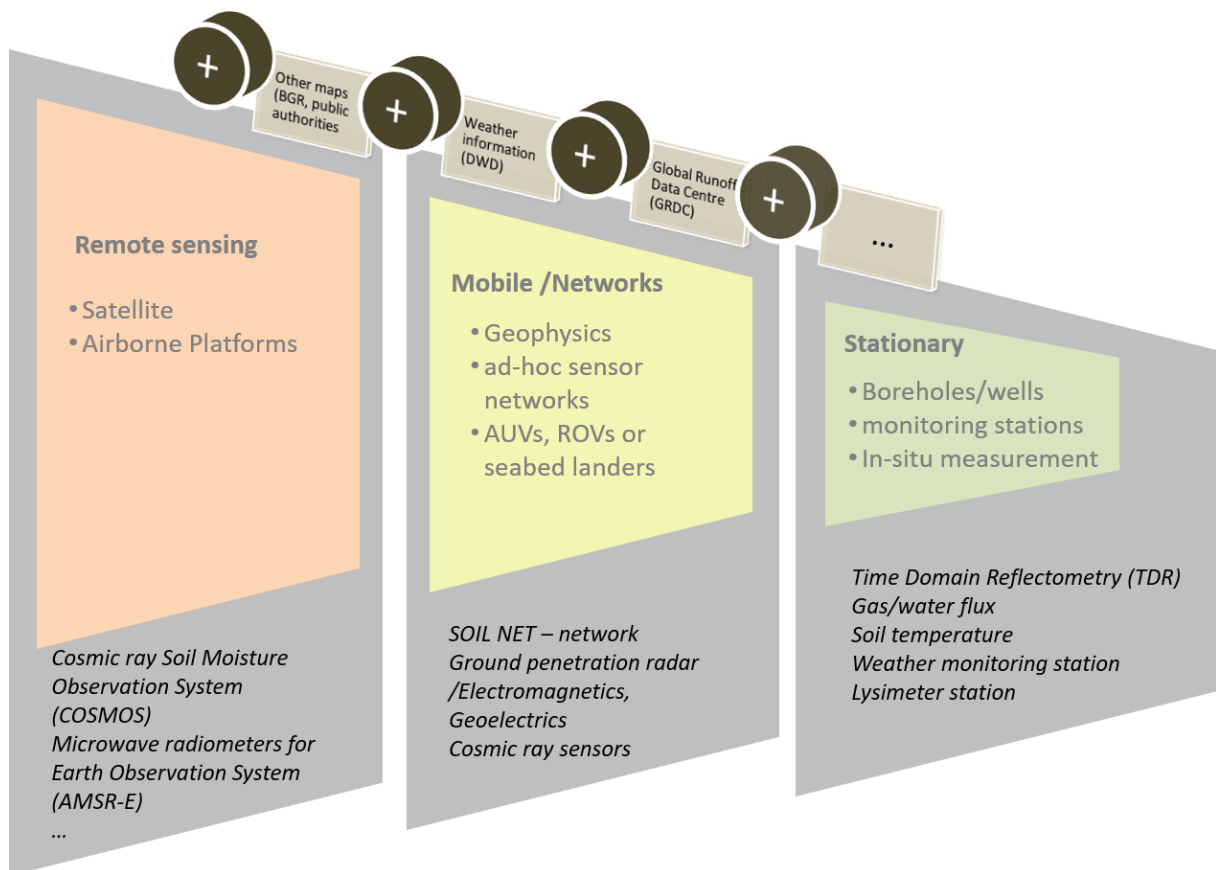 +
Other maps
(BGR, public
authorities
+
Weather
information
(DWD)
+
Global Runoff
Data Centre
(GRDC)
+
...
Remote sensing
• Satellite
• Airborne Platforms
Cosmic ray Soil Moisture
Observation System
(COSMOS)
Microwave radiometers for
Earth Observation System
(AMSR-E)
...
Mobile /Networks
• Geophysics
• ad-hoc sensor
networks
• AUVs, ROVs or
seabed landers
SOIL NET – network
Ground penetration radar
/Electromagnetics,
Geoelectrics
Cosmic ray sensors
Stationary
• Boreholes/wells
• monitoring stations
• In-situ measurement
Time Domain Reflectometry (TDR)
Gas/water flux
Soil temperature
Weather monitoring station
Lysimeter station